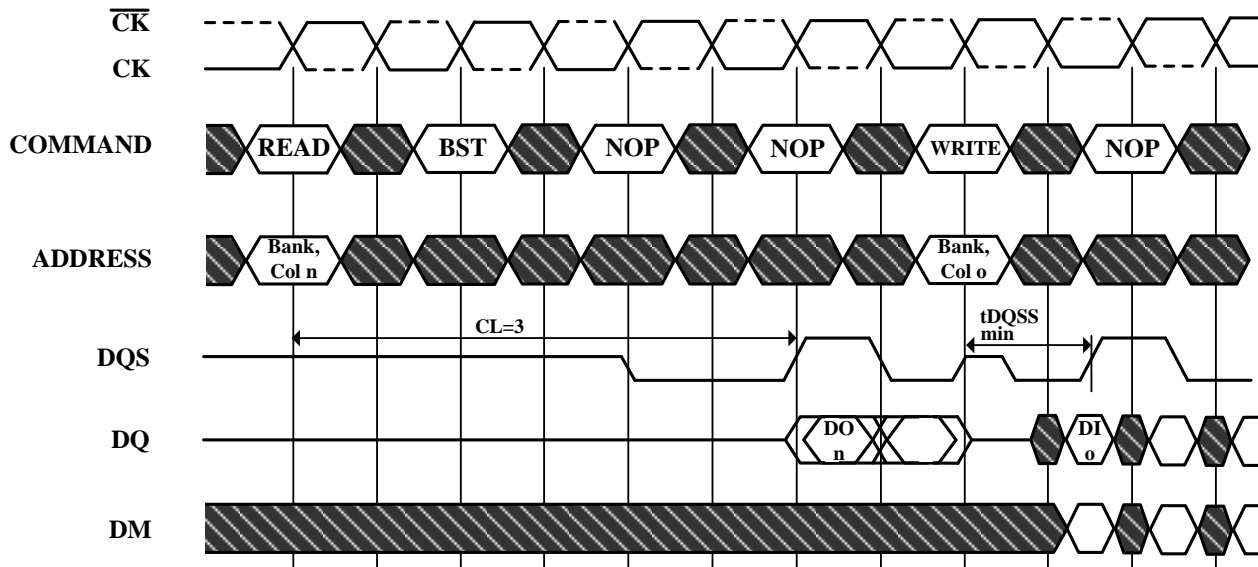 CK
CK
COMMAND READ BST NOP NOP WRITE NOP
ADDRESS Bank, Col n Bank, Col o
CL=3 tDQSS min
DQS
DQ DO n DI o
DM